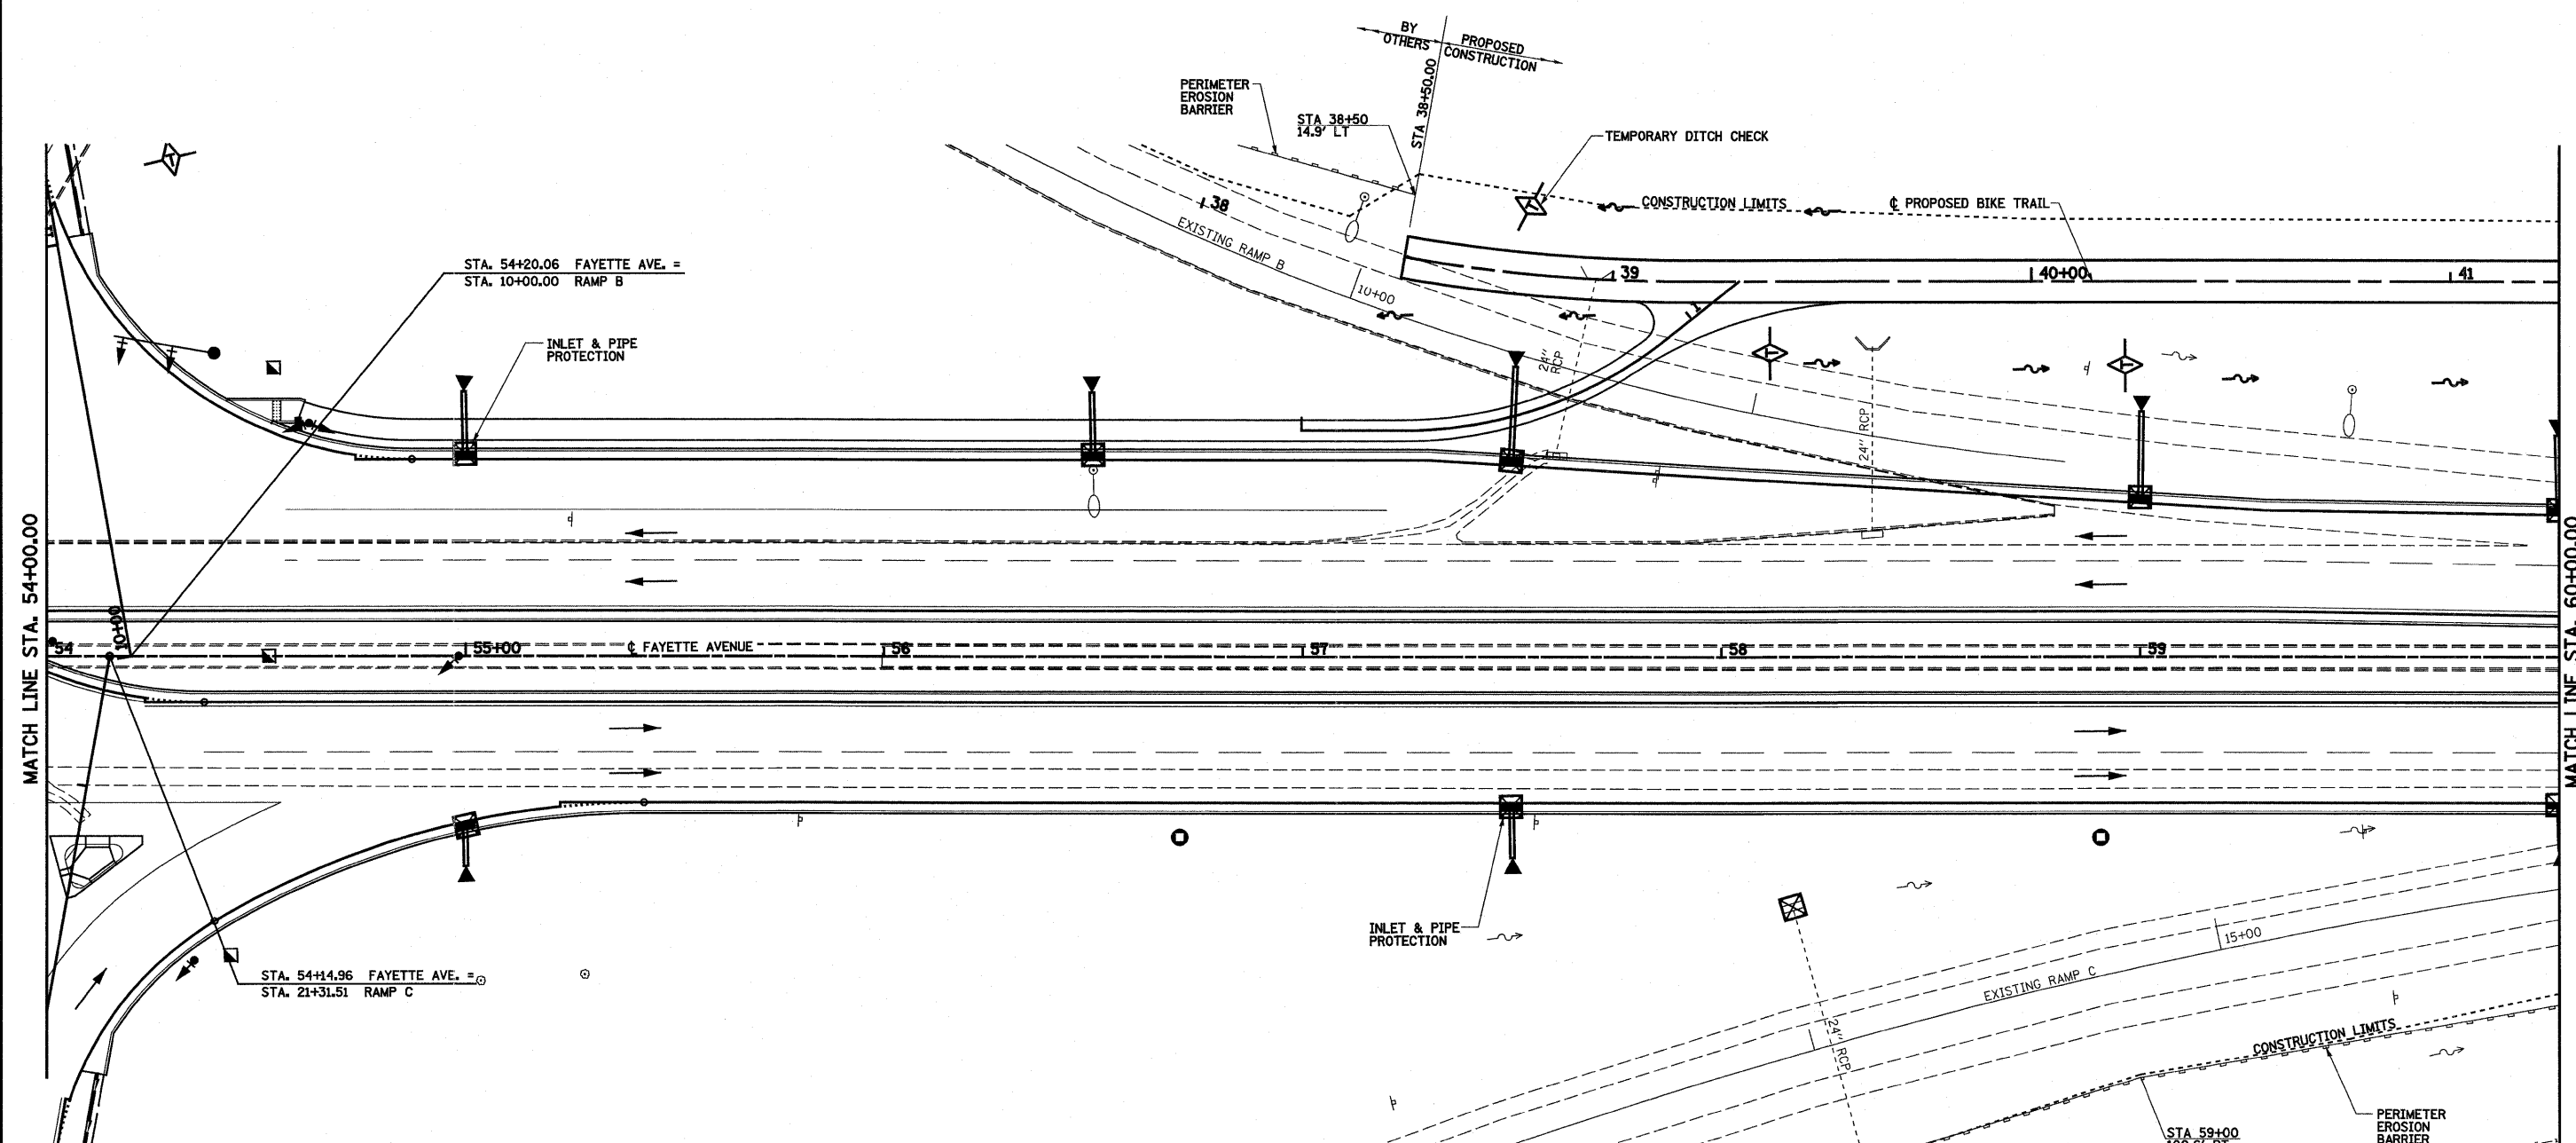 BY
OTHERS
PROPOSED
CONSTRUCTION
STA 38+50.00
PERIMETER
EROSION
BARRIER
STA 38+50
14.9' LT
TEMPORARY DITCH CHECK
CONSTRUCTION LIMITS
℄ PROPOSED BIKE TRAIL
38
EXISTING RAMP B
10+00
39
40+00
41
1
STA. 54+20.06 FAYETTE AVE. =
STA. 10+00.00 RAMP B
INLET & PIPE
PROTECTION
24"
RCP
24" RCP
T
T
T
T
MATCH LINE STA. 54+00.00
MATCH LINE STA. 60+00.00
10+00
54
55+00
℄ FAYETTE AVENUE
56
57
58
59
INLET & PIPE
PROTECTION
STA. 54+14.96 FAYETTE AVE. =
STA. 21+31.51 RAMP C
15+00
EXISTING RAMP C
24" RCP
CONSTRUCTION LIMITS
PERIMETER
EROSION
BARRIER
STA 59+00